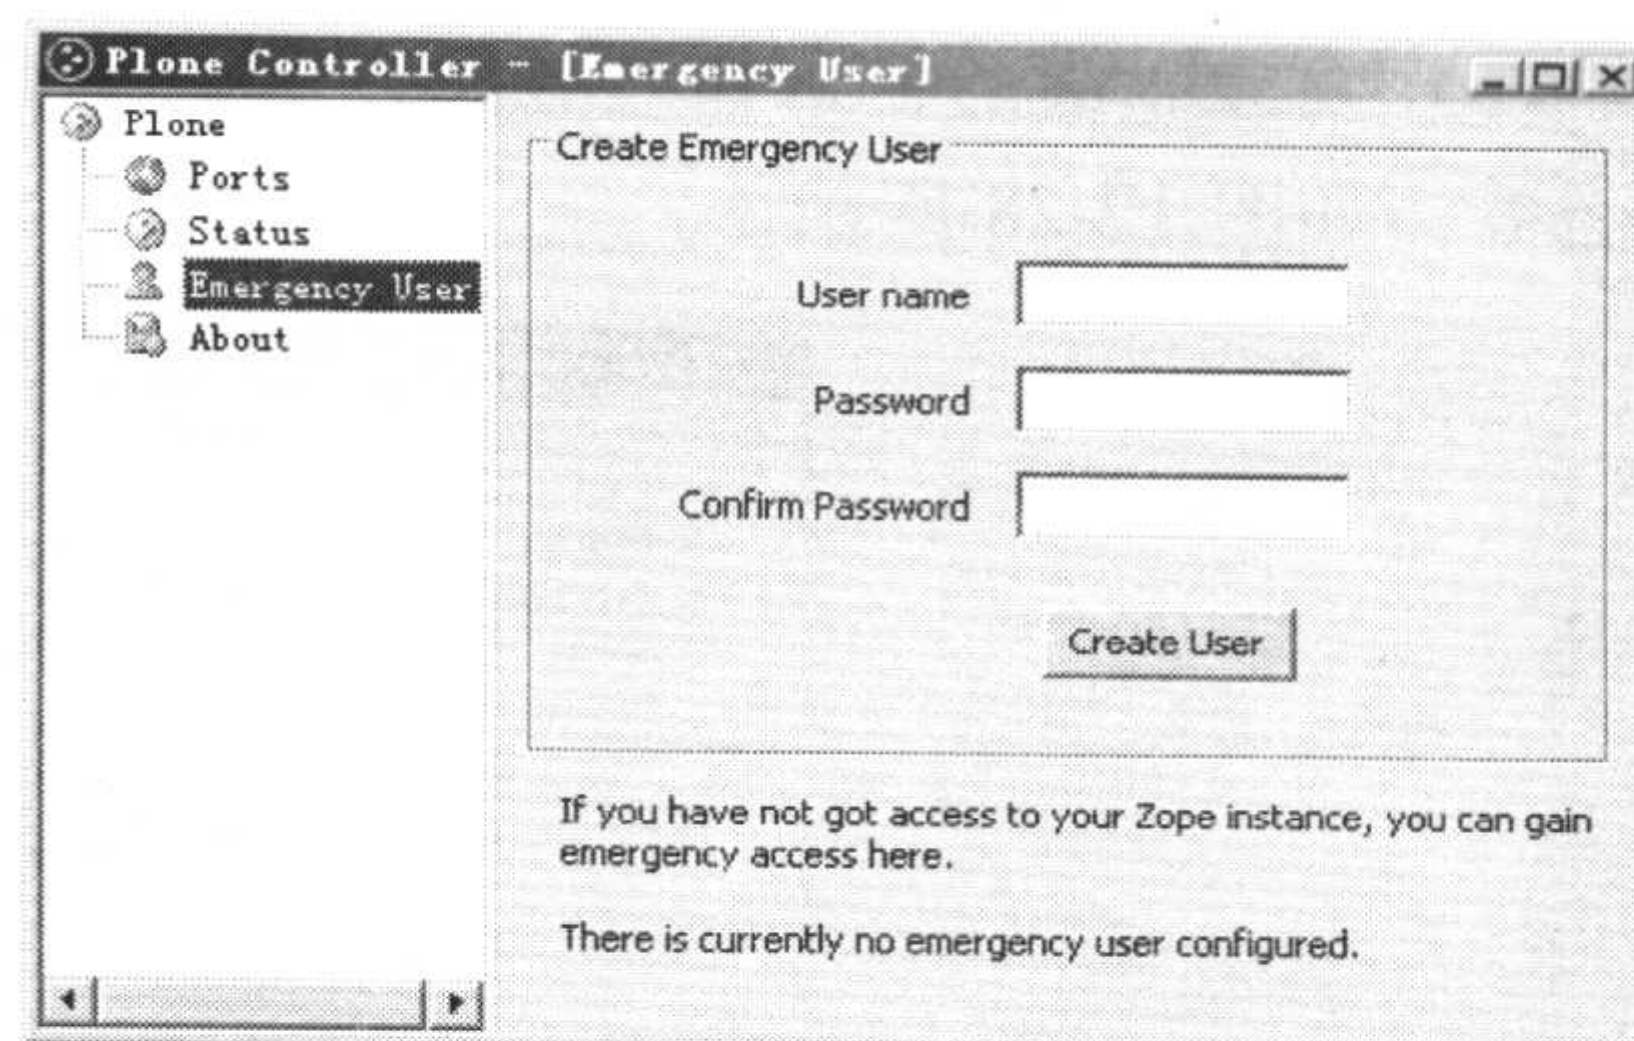 Plone Controller - [Emergency User]
Plone
Ports
Status
Emergency User
About
Create Emergency User
User name
Password
Confirm Password
Create User
If you have not got access to your Zope instance, you can gain
emergency access here.
There is currently no emergency user configured.